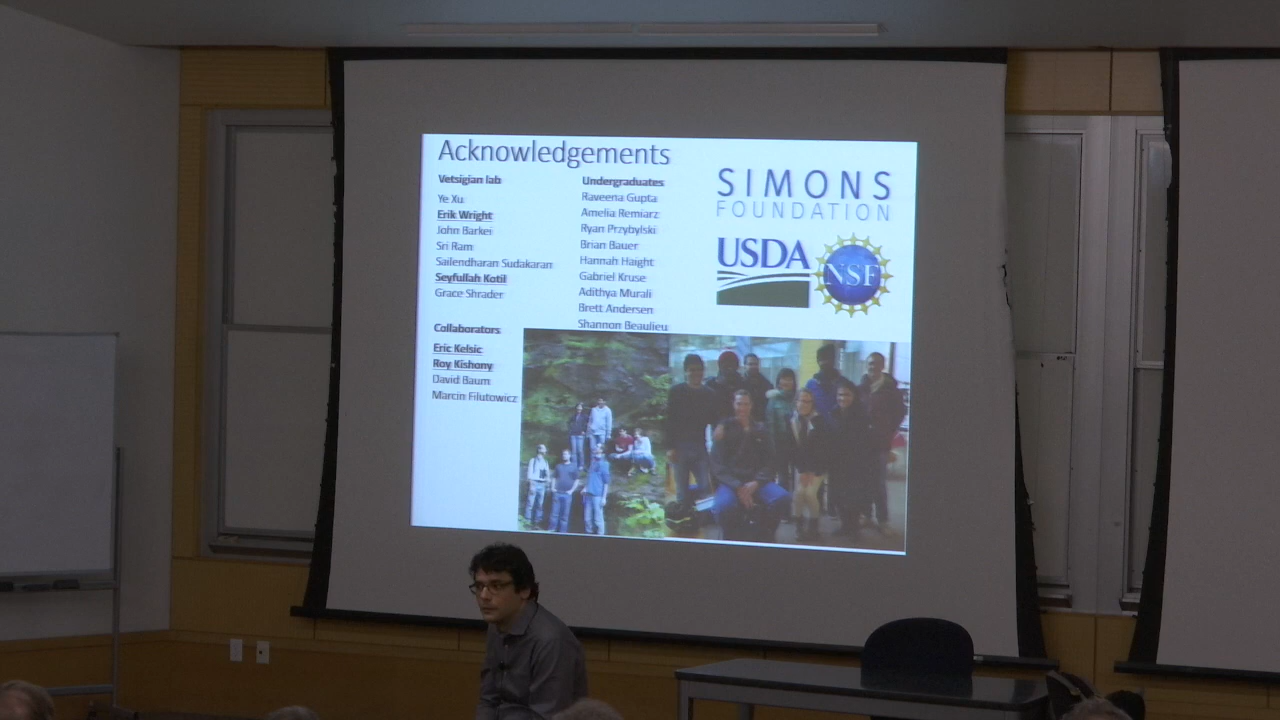 Acknowledgements
Vetsigian lab
Ye Xu
Erik Wright
John Barkei
Sri Ram
Sailendharan Sudakaran
Seyfullah Kotil
Grace Shrader
Collaborators
Eric Kelsic
Roy Kishony
David Baum
Marcin Filutowicz
Undergraduates
Raveena Gupta
Amelia Remiarz
Ryan Przybylski
Brian Bauer
Hannah Haight
Gabriel Kruse
Adithya Murali
Brett Andersen
Shannon Beaulieu
SIMONS
FOUNDATION
USDA
NSF